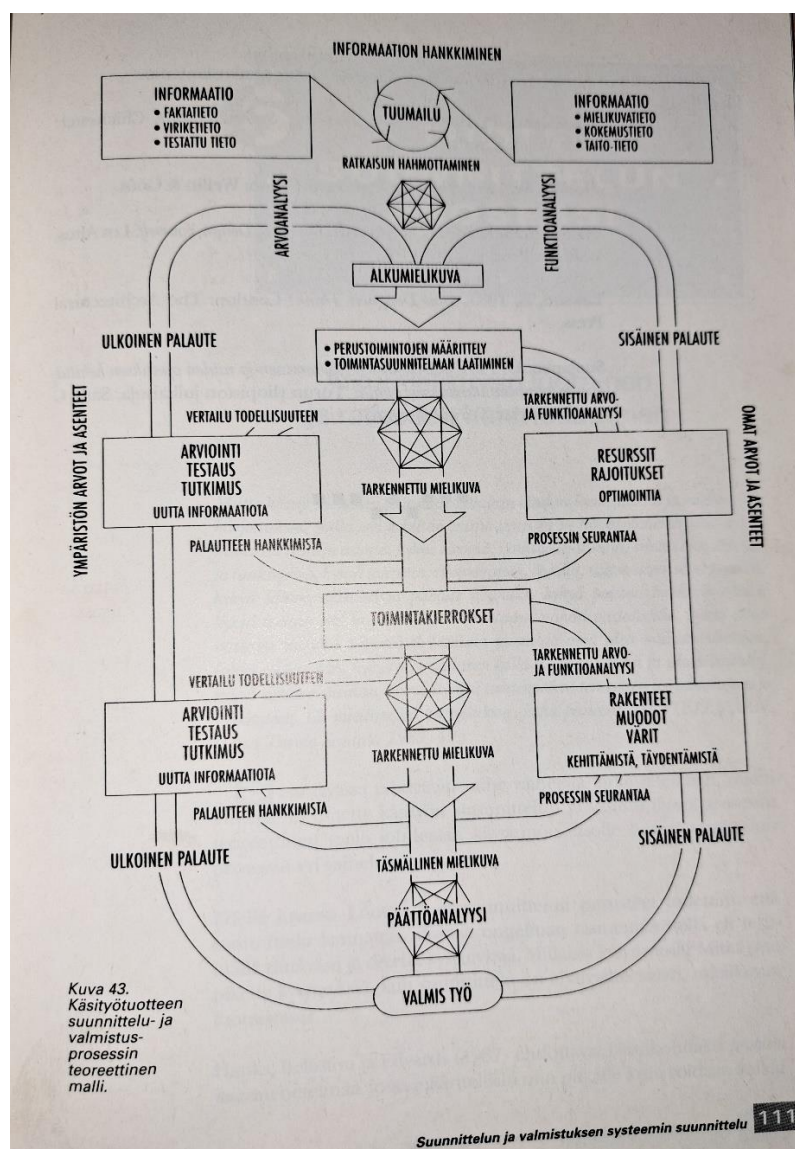 INFORMAATION HANKKIMINEN
INFORMAATIO
• FAKTATIETO
• VIRIKETIETO
• TESTATTU TIETO
TUUMAILU
INFORMAATIO
• MIELIKUVATIETO
• KOKEMUSTIETO
• TAITO-TIETO
RATKAISUN HAHMOTTAMINEN
ARVOANALYYSI
FUNKTIOANALYYSI
ALKUMIELIKUVA
ULKOINEN PALAUTE
SISÄINEN PALAUTE
• PERUSTOIMINTOJEN MÄÄRITTELY
• TOIMINTASUUNNITELMAN LAATIMINEN
YMPÄRISTÖN ARVOT JA ASENTEET
OMAT ARVOT JA ASENTEET
VERTAILU TODELLISUUTEEN
TARKENNETTU ARVO-
JA FUNKTIOANALYYSI
ARVIOINTI
TESTAUS
TUTKIMUS
UUTTA INFORMAATIOTA
RESURSSIT
RAJOITUKSET
OPTIMOINTIA
TARKENNETTU MIELIKUVA
PALAUTTEEN HANKKIMISTA
PROSESSIN SEURANTAA
TOIMINTAKIERROKSET
VERTAILU TODELLISUUTEEN
TARKENNETTU ARVO-
JA FUNKTIOANALYYSI
ARVIOINTI
TESTAUS
TUTKIMUS
UUTTA INFORMAATIOTA
RAKENTEET
MUODOT
VÄRIT
KEHITTÄMISTÄ, TÄYDENTÄMISTÄ
TARKENNETTU MIELIKUVA
PALAUTTEEN HANKKIMISTA
PROSESSIN SEURANTAA
ULKOINEN PALAUTE
SISÄINEN PALAUTE
TÄSMÄLLINEN MIELIKUVA
PÄÄTTÖANALYYSI
VALMIS TYÖ
Kuva 43.
Käsityötuotteen
suunnittelu- ja
valmistus-
prosessin
teoreettinen
malli.
Suunnittelun ja valmistuksen systeemin suunnittelu 111